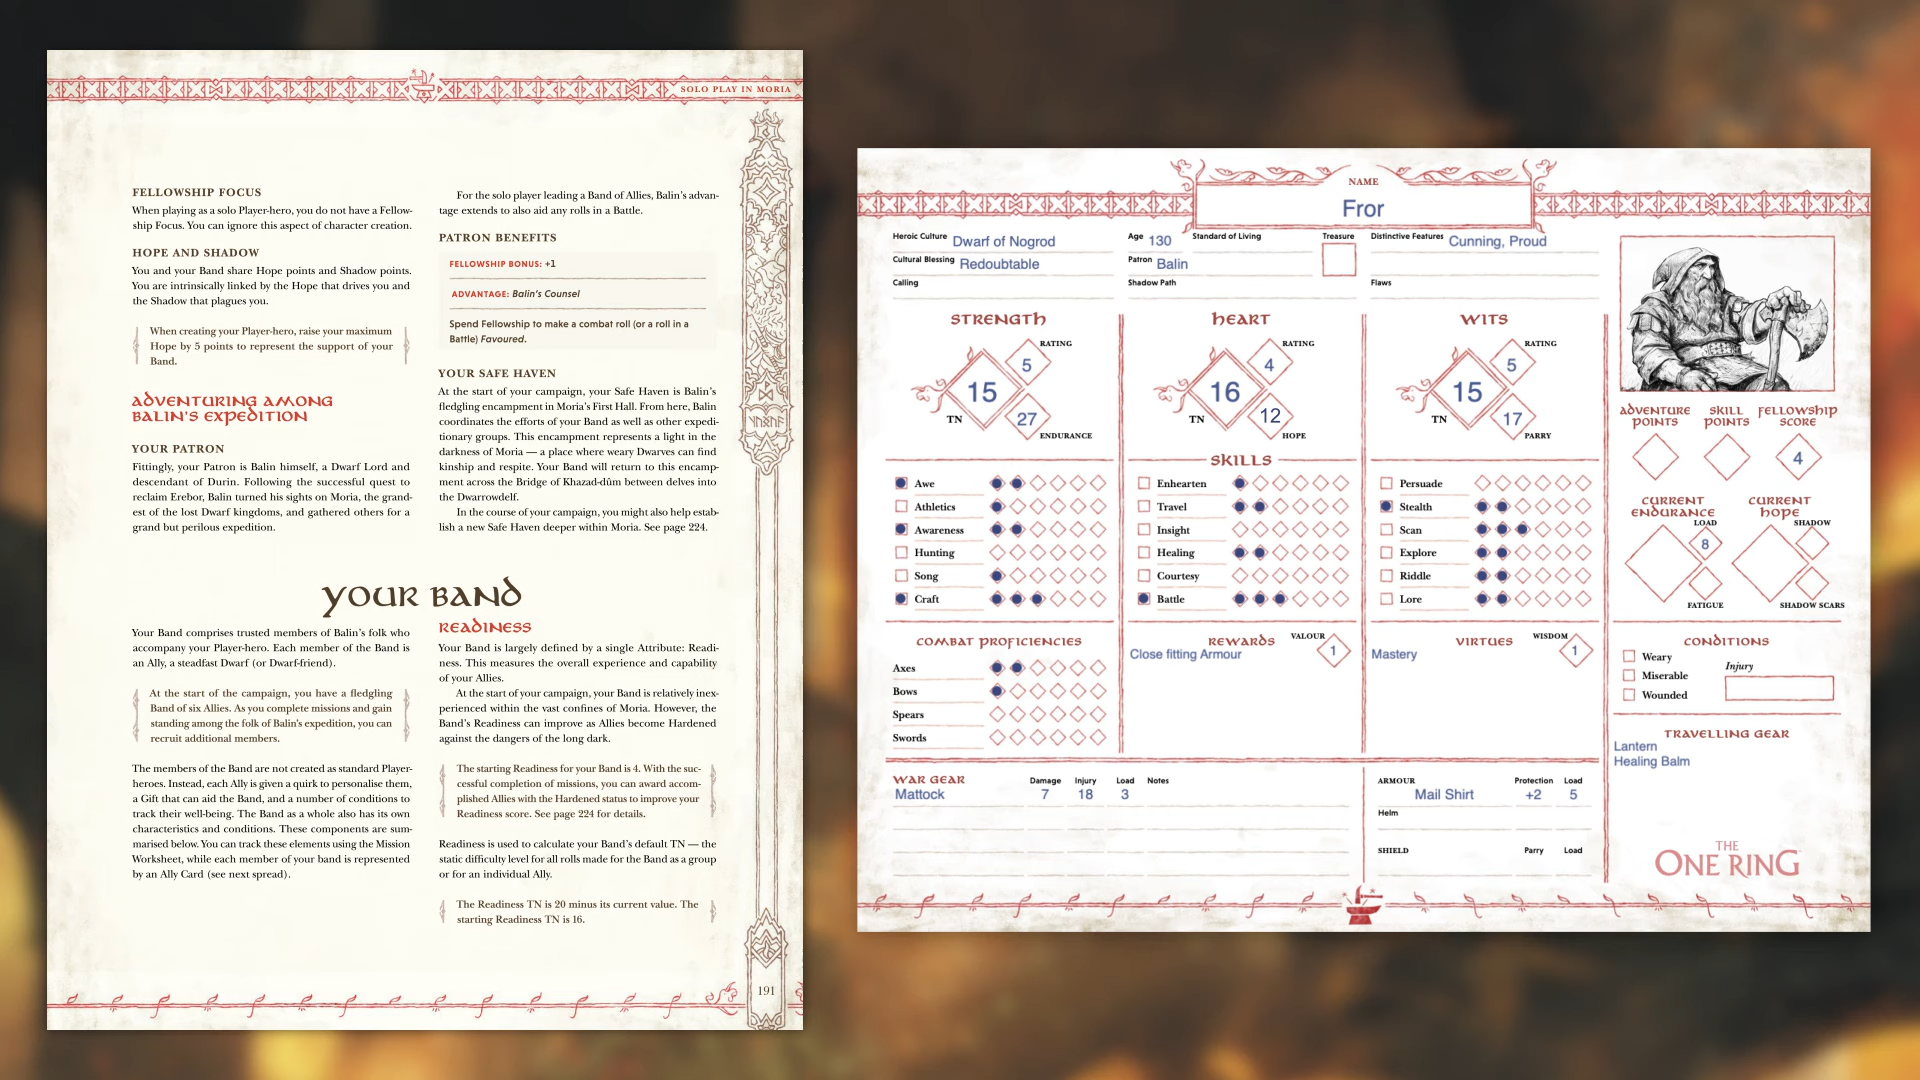 SOLO PLAY IN MORIA
FELLOWSHIP FOCUS
When playing as a solo Player-hero, you do not have a Fellow-
ship Focus. You can ignore this aspect of character creation.
HOPE AND SHADOW
You and your Band share Hope points and Shadow points.
You are intrinsically linked by the Hope that drives you and
the Shadow that plagues you.
When creating your Player-hero, raise your maximum
Hope by 5 points to represent the support of your
Band.
ADVENTURING AMONG
BALIN'S EXPEDITION
YOUR PATRON
Fittingly, your Patron is Balin himself, a Dwarf Lord and
descendant of Durin. Following the successful quest to
reclaim Erebor, Balin turned his sights on Moria, the grand-
est of the lost Dwarf kingdoms, and gathered others for a
grand but perilous expedition.
For the solo player leading a Band of Allies, Balin's advan-
tage extends to also aid any rolls in a Battle.
PATRON BENEFITS
FELLOWSHIP BONUS: +1
ADVANTAGE: Balin's Counsel
Spend Fellowship to make a combat roll (or a roll in a
Battle) Favoured.
YOUR SAFE HAVEN
At the start of your campaign, your Safe Haven is Balin's
fledgling encampment in Moria's First Hall. From here, Balin
coordinates the efforts of your Band as well as other expedi-
tionary groups. This encampment represents a light in the
darkness of Moria — a place where weary Dwarves can find
kinship and respite. Your Band will return to this encamp-
ment across the Bridge of Khazad-dûm between delves into
the Dwarrowdelf.
In the course of your campaign, you might also help estab-
lish a new Safe Haven deeper within Moria. See page 224.
YOUR BAND
Your Band comprises trusted members of Balin's folk who
accompany your Player-hero. Each member of the Band is
an Ally, a steadfast Dwarf (or Dwarf-friend).
At the start of the campaign, you have a fledgling
Band of six Allies. As you complete missions and gain
standing among the folk of Balin's expedition, you can
recruit additional members.
The members of the Band are not created as standard Player-
heroes. Instead, each Ally is given a quirk to personalise them,
a Gift that can aid the Band, and a number of conditions to
track their well-being. The Band as a whole also has its own
characteristics and conditions. These components are sum-
marised below. You can track these elements using the Mission
Worksheet, while each member of your band is represented
by an Ally Card (see next spread).
READINESS
Your Band is largely defined by a single Attribute: Readi-
ness. This measures the overall experience and capability
of your Allies.
At the start of your campaign, your Band is relatively inex-
perienced within the vast confines of Moria. However, the
Band's Readiness can improve as Allies become Hardened
against the dangers of the long dark.
The starting Readiness for your Band is 4. With the suc-
cessful completion of missions, you can award accom-
plished Allies with the Hardened status to improve your
Readiness score. See page 224 for details.
Readiness is used to calculate your Band's default TN — the
static difficulty level for all rolls made for the Band as a group
or for an individual Ally.
The Readiness TN is 20 minus its current value. The
starting Readiness TN is 16.
191
NAME
Fror
Heroic Culture Dwarf of Nogrod
Age 130 Standard of Living
Treasure
Distinctive Features Cunning, Proud
Cultural Blessing Redoubtable
Patron Balin
Calling
Shadow Path
Flaws
STRENGTH
RATING
5
15
TN
27
ENDURANCE
HEART
RATING
4
16
TN
12
HOPE
WITS
RATING
5
15
TN
17
PARRY
ADVENTURE POINTS
SKILL POINTS
FELLOWSHIP SCORE
4
SKILLS
Awe
Athletics
Awareness
Hunting
Song
Craft
Enhearten
Travel
Insight
Healing
Courtesy
Battle
Persuade
Stealth
Scan
Explore
Riddle
Lore
CURRENT ENDURANCE
LOAD
8
FATIGUE
CURRENT HOPE
SHADOW
SHADOW SCARS
COMBAT PROFICIENCIES
Axes
Bows
Spears
Swords
REWARDS VALOUR 1
Close fitting Armour
VIRTUES WISDOM 1
Mastery
CONDITIONS
Weary
Miserable
Wounded
Injury
TRAVELLING GEAR
Lantern
Healing Balm
WAR GEAR Damage Injury Load Notes
Mattock 7 18 3
ARMOUR Protection Load
Mail Shirt +2 5
Helm
SHIELD Parry Load
THE
ONE RING